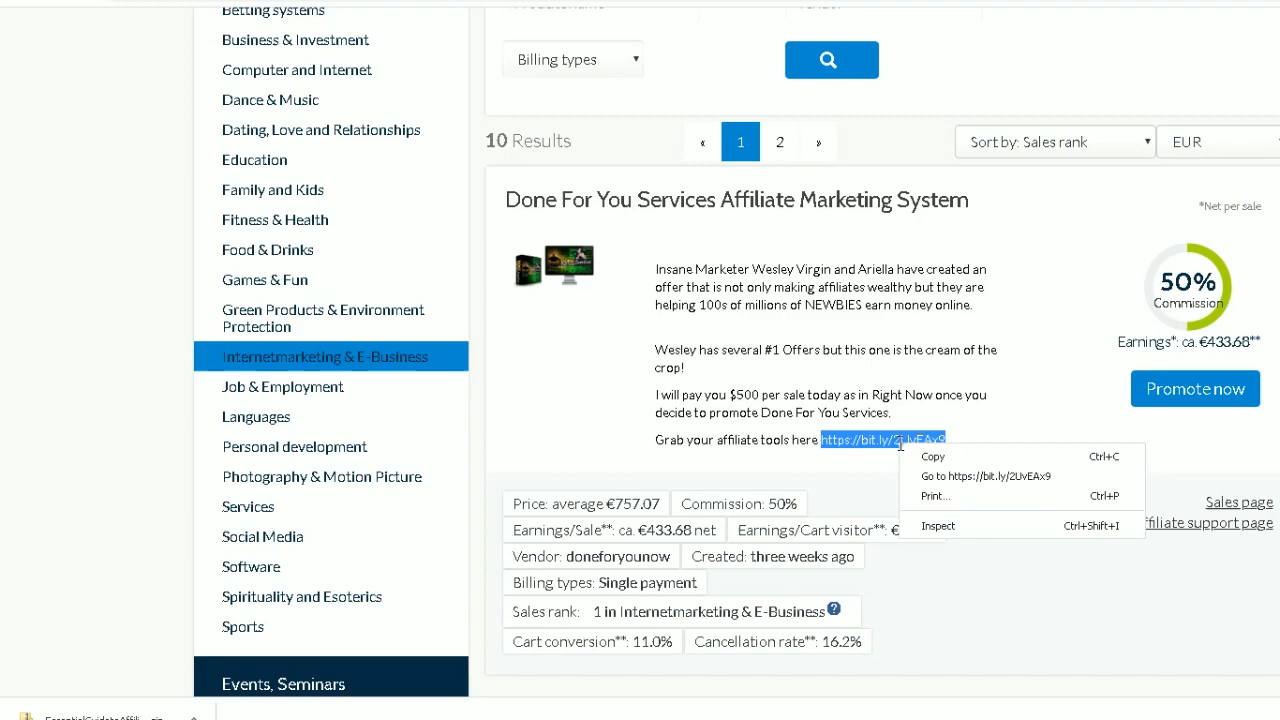 Betting systems
Business & Investment
Computer and Internet
Dance & Music
Dating, Love and Relationships
Education
Family and Kids
Fitness & Health
Food & Drinks
Games & Fun
Green Products & Environment
Protection
Internetmarketing & E-Business
Job & Employment
Languages
Personal development
Photography & Motion Picture
Services
Social Media
Software
Spirituality and Esoterics
Sports
Events, Seminars
Billing types
10 Results
« 1 2 »
Sort by: Sales rank
EUR
Done For You Services Affiliate Marketing System
*Net per sale
Insane Marketer Wesley Virgin and Ariella have created an
offer that is not only making affiliates wealthy but they are
helping 100s of millions of NEWBIES earn money online.
Wesley has several #1 Offers but this one is the cream of the
crop!
I will pay you $500 per sale today as in Right Now once you
decide to promote Done For You Services.
Grab your affiliate tools here https://bit.ly/2UvEAx9
50%
Commission
Earnings*: ca. €433.68**
Promote now
Copy Ctrl+C
Go to https://bit.ly/2UvEAx9
Print... Ctrl+P
Inspect Ctrl+Shift+I
Price: average €757.07 Commission: 50%
Earnings/Sale**: ca. €433.68 net Earnings/Cart visitor**: €
Vendor: doneforyounow Created: three weeks ago
Billing types: Single payment
Sales rank: 1 in Internetmarketing & E-Business ?
Cart conversion**: 11.0% Cancellation rate**: 16.2%
Sales page
ffiliate support page